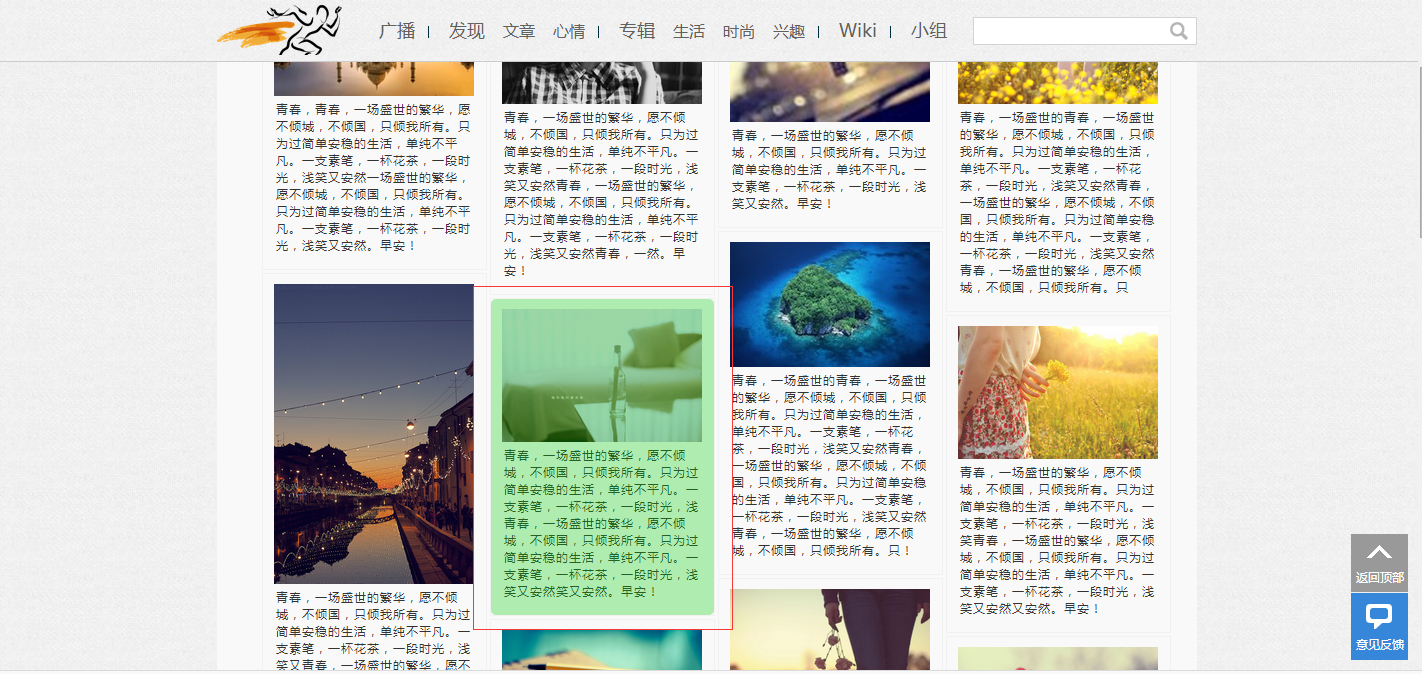 广播 | 发现 文章 心情 | 专辑 生活 时尚 兴趣 | Wiki | 小组
青春，青春，一场盛世的繁华，愿
不倾城，不倾国，只倾我所有。只
为过简单安稳的生活，单纯不平
凡。一支素笔，一杯花茶，一段时
光，浅笑又安然一场盛世的繁华，
愿不倾城，不倾国，只倾我所有。
只为过简单安稳的生活，单纯不平
凡。一支素笔，一杯花茶，一段时
光，浅笑又安然。早安！
青春，一场盛世的繁华，愿不倾
城，不倾国，只倾我所有。只为过
简单安稳的生活，单纯不平凡。一
支素笔，一杯花茶，一段时光，浅
笑又青春，一场盛世的繁华，愿不
青春，一场盛世的繁华，愿不倾
城，不倾国，只倾我所有。只为过
简单安稳的生活，单纯不平凡。一
支素笔，一杯花茶，一段时光，浅
笑又安然青春，一场盛世的繁华，
愿不倾城，不倾国，只倾我所有。
只为过简单安稳的生活，单纯不平
凡。一支素笔，一杯花茶，一段时
光，浅笑又安然青春，一然。早
安！
青春，一场盛世的繁华，愿不倾
城，不倾国，只倾我所有。只为过
简单安稳的生活，单纯不平凡。一
支素笔，一杯花茶，一段时光，浅
青春，一场盛世的繁华，愿不倾
城，不倾国，只倾我所有。只为过
简单安稳的生活，单纯不平凡。一
支素笔，一杯花茶，一段时光，浅
笑又安然笑又安然。早安！
青春，一场盛世的繁华，愿不倾
城，不倾国，只倾我所有。只为过
简单安稳的生活，单纯不平凡。一
支素笔，一杯花茶，一段时光，浅
笑又安然。早安！
青春，一场盛世的青春，一场盛世
的繁华，愿不倾城，不倾国，只倾
我所有。只为过简单安稳的生活，
单纯不平凡。一支素笔，一杯花
茶，一段时光，浅笑又安然青春，
一场盛世的繁华，愿不倾城，不倾
国，只倾我所有。只为过简单安稳
的生活，单纯不平凡。一支素笔，
一杯花茶，一段时光，浅笑又安然
青春，一场盛世的繁华，愿不倾
城，不倾国，只倾我所有。只！
青春，一场盛世的青春，一场盛世
的繁华，愿不倾城，不倾国，只倾
我所有。只为过简单安稳的生活，
单纯不平凡。一支素笔，一杯花
茶，一段时光，浅笑又安然青春，
一场盛世的繁华，愿不倾城，不倾
国，只倾我所有。只为过简单安稳
的生活，单纯不平凡。一支素笔，
一杯花茶，一段时光，浅笑又安然
青春，一场盛世的繁华，愿不倾
城，不倾国，只倾我所有。只
青春，一场盛世的繁华，愿不倾
城，不倾国，只倾我所有。只为过
简单安稳的生活，单纯不平凡。一
支素笔，一杯花茶，一段时光，浅
笑又安然青春，一场盛世的繁华，愿不倾
城，不倾国，只倾我所有。只为过
简单安稳的生活，单纯不平凡。一
支素笔，一杯花茶，一段时光，浅
笑又安然又安然。早安！
返回顶部
意见反馈